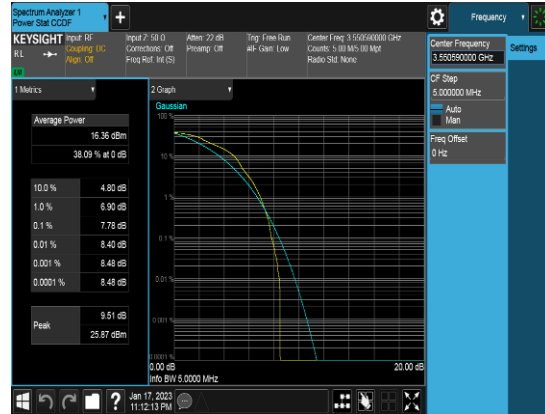 Spectrum Analyzer 1
Power Stat CCDF
+
Frequency
KEYSIGHT
RL
LXI
Input: RF
Coupling: DC
Align: Off
Input Z: 50 Ω
Corrections: Off
Freq Ref: Int (S)
Atten: 22 dB
Preamp: Off
Trig: Free Run
#IF Gain: Low
Center Freq: 3.550590000 GHz
Counts: 5.00 M/5.00 Mpt
Radio Std: None
1 Metrics
Average Power
16.36 dBm
38.09 % at 0 dB
10.0 % 4.80 dB
1.0 % 6.90 dB
0.1 % 7.78 dB
0.01 % 8.40 dB
0.001 % 8.48 dB
0.0001 % 8.48 dB
Peak
9.51 dB
25.87 dBm
2 Graph
Gaussian
100 %
10 %
1 %
0.1 %
0.01 %
0.001 %
0.0001 %
0.00 dB
20.00 dB
Info BW 5.0000 MHz
Center Frequency
3.550590000 GHz
Settings
CF Step
5.000000 MHz
Auto
Man
Freq Offset
0 Hz
?
Jan 17, 2023
11:12:13 PM